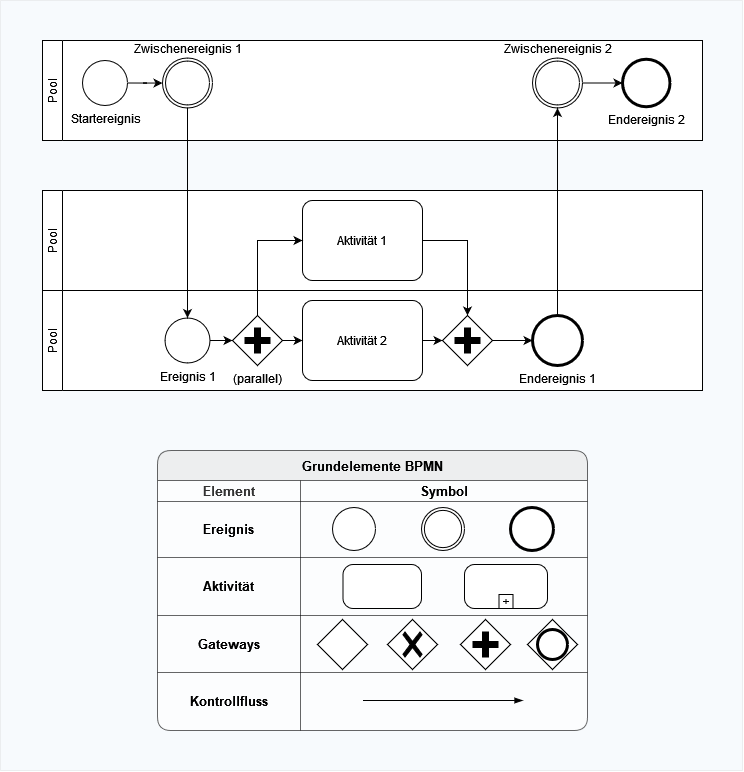 Zwischenereignis 1
Zwischenereignis 2
Pool
Startereignis
Endereignis 2
Pool
Aktivität 1
Pool
Aktivität 2
Ereignis 1
(parallel)
Endereignis 1
Grundelemente BPMN
Element
Symbol
Ereignis
Aktivität
Gateways
Kontrollfluss